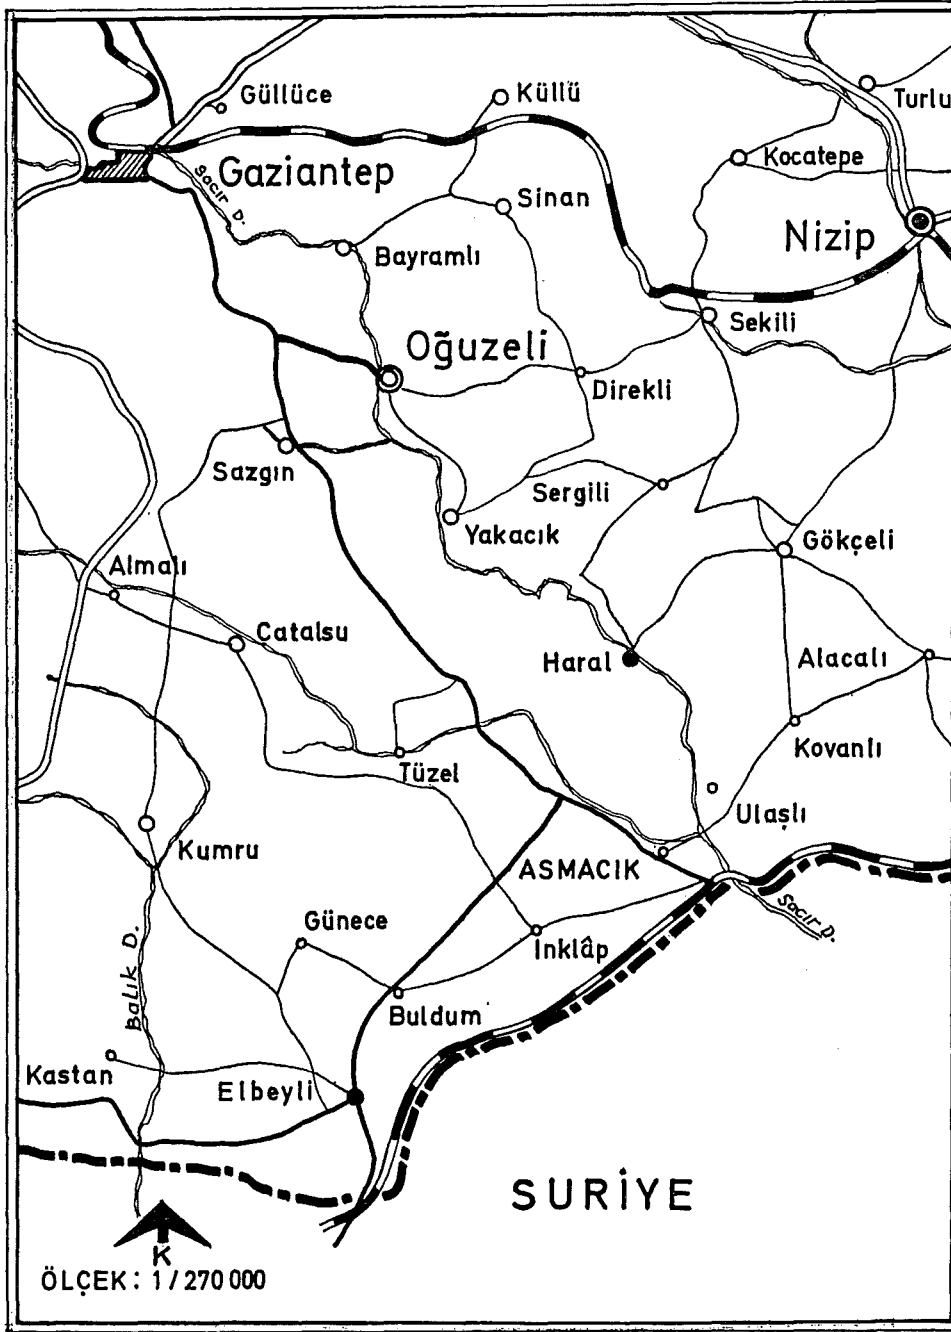 Güllüce
Küllü
Turlu
Gaziantep
Sacır D.
Kocatepe
Sinan
Nizip
Bayramlı
Oğuzeli
Sekili
Direkli
Sazgın
Sergili
Yakacık
Gökçeli
Almalı
Catalsu
Haral
Alacalı
Tüzel
Kovanlı
Ulaşlı
Kumru
ASMACIK
Günece
Sacır D.
İnklâp
Balık D.
Buldum
Kastan
Elbeyli
SURİYE
K
ÖLÇEK: 1/270 000